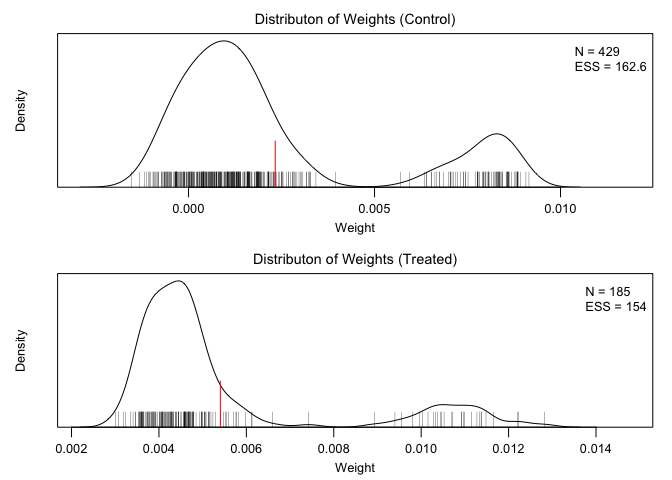 Distributon of Weights (Control)
N = 429
ESS = 162.6
Density
0.000 0.005 0.010
Weight
Distributon of Weights (Treated)
N = 185
ESS = 154
Density
0.002 0.004 0.006 0.008 0.010 0.012 0.014
Weight